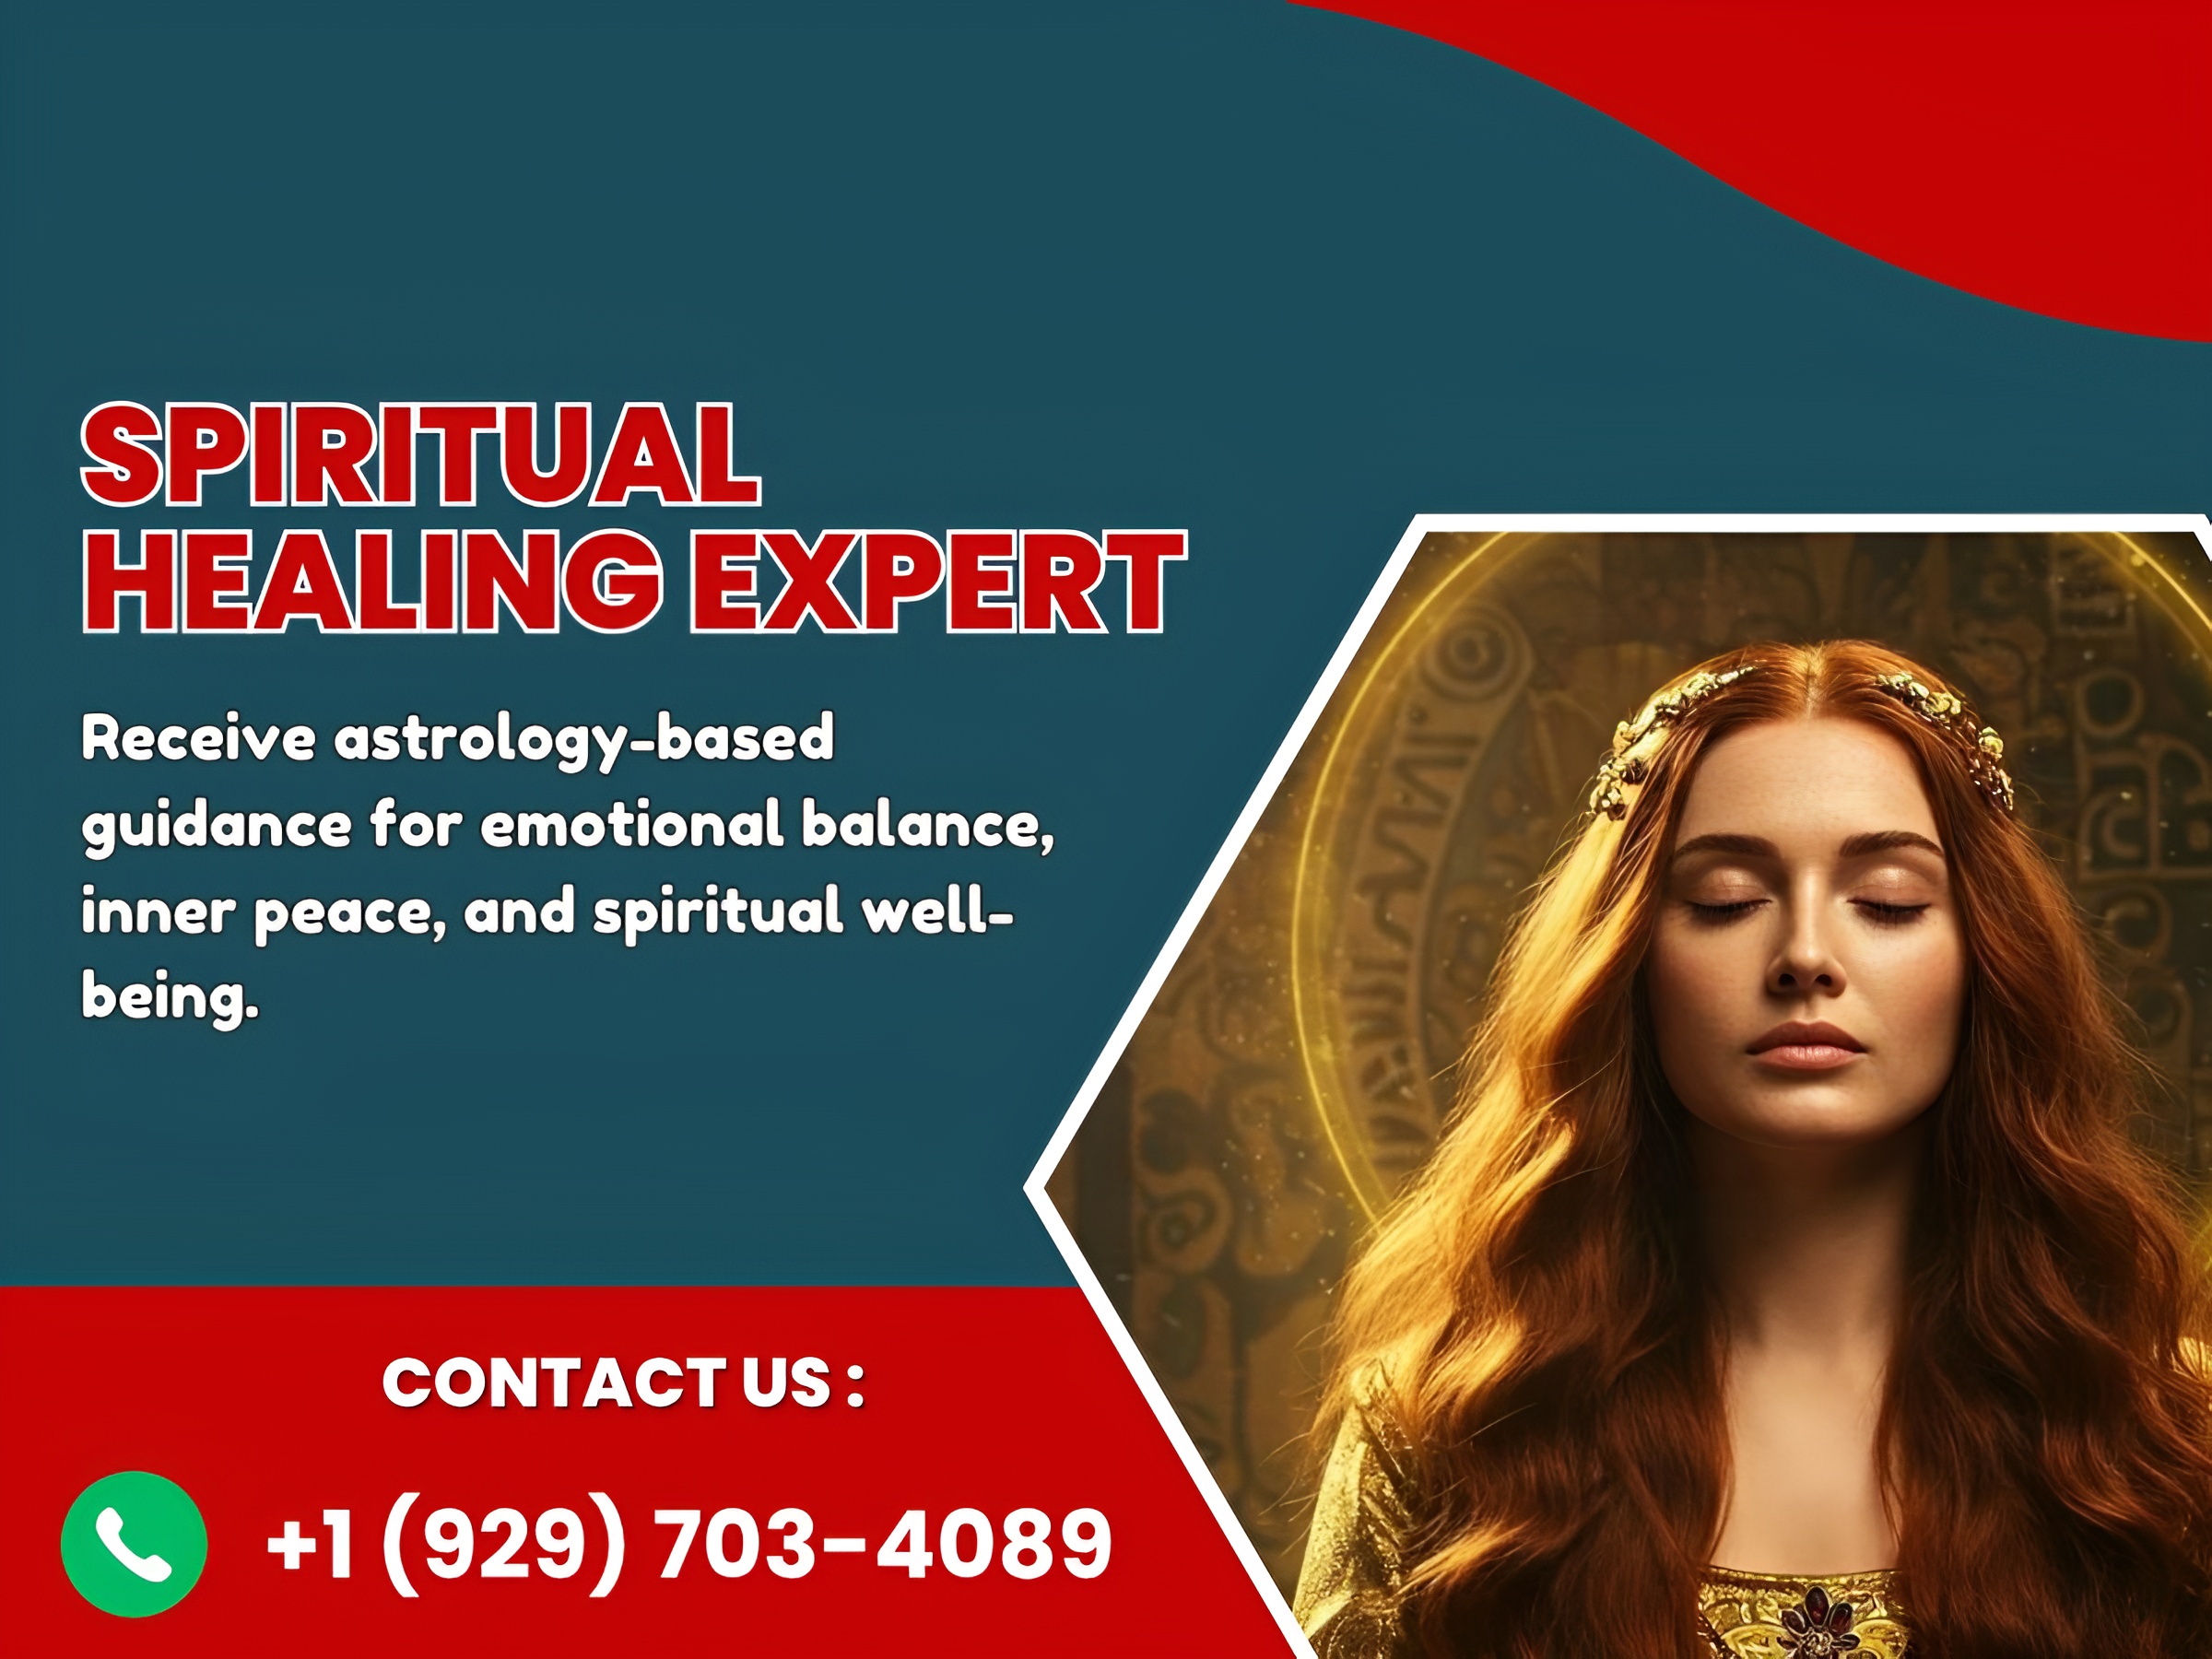 SPIRITUAL
HEALING EXPERT
Receive astrology-based
guidance for emotional balance,
inner peace, and spiritual well-
being.
CONTACT US :
+1 (929) 703-4089